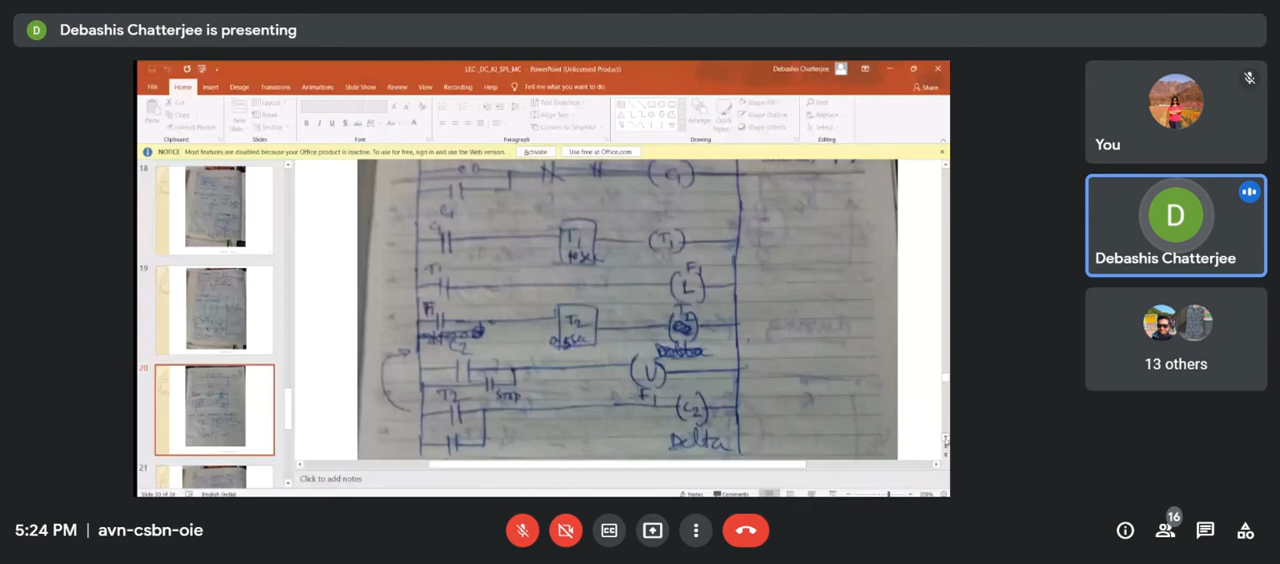 D Debashis Chatterjee is presenting
LEC_DC_JU_SPL_MC - PowerPoint (Unlicensed Product)
Debashis Chatterjee
File Home Insert Design Transitions Animations Slide Show Review View Recording Help Tell me what you want to do
Share
Paste
Cut
Copy
Format Painter
Clipboard
New Slide
Layout
Reset
Section
Slides
Font
Text Direction
Align Text
Convert to SmartArt
Paragraph
Arrange
Quick Styles
Shape Fill
Shape Outline
Shape Effects
Drawing
Find
Replace
Select
Editing
NOTICE Most features are disabled because your Office product is inactive. To use for free, sign in and use the Web version.
Activate
Use free at Office.com
18
19
20
21
C1
C1
T1
10sec
T1
T1
F1
L
F1
T2
T2
C2
U
STOP
F1
T2
C2
Delta
Click to add notes
Slide 20 of 24 English (India)
Notes Comments
You
D
Debashis Chatterjee
13 others
5:24 PM | avn-csbn-oie
16